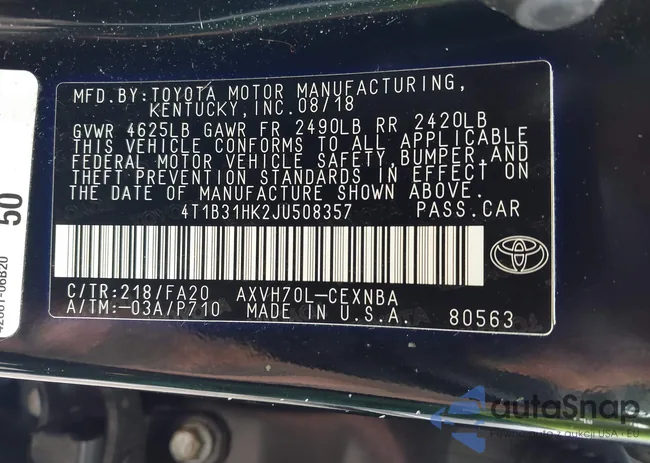 MFD.BY:TOYOTA MOTOR MANUFACTURING,
KENTUCKY,INC.08/18
GVWR 4625LB GAWR FR 2490LB RR 2420LB
THIS VEHICLE CONFORMS TO ALL APPLICABLE
FEDERAL MOTOR VEHICLE SAFETY,BUMPER,AND
THEFT PREVENTION STANDARDS IN EFFECT ON
THE DATE OF MANUFACTURE SHOWN ABOVE.
4T1B31HK2JU508357 PASS.CAR
C/TR:218/FA20 AXVH70L-CEXNBA
A/TM:-03A/P710 MADE IN U.S.A. 80563
50
autoSnap